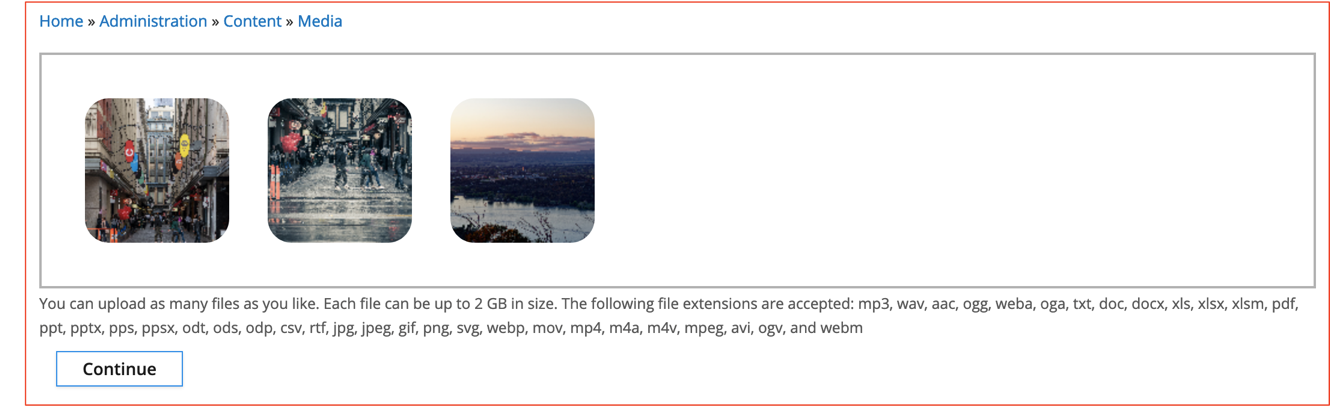 Home » Administration » Content » Media
You can upload as many files as you like. Each file can be up to 2 GB in size. The following file extensions are accepted: mp3, wav, aac, ogg, weba, oga, txt, doc, docx, xls, xlsx, xlsm, pdf,
ppt, pptx, pps, ppsx, odt, ods, odp, csv, rtf, jpg, jpeg, gif, png, svg, webp, mov, mp4, m4a, m4v, mpeg, avi, ogv, and webm
Continue